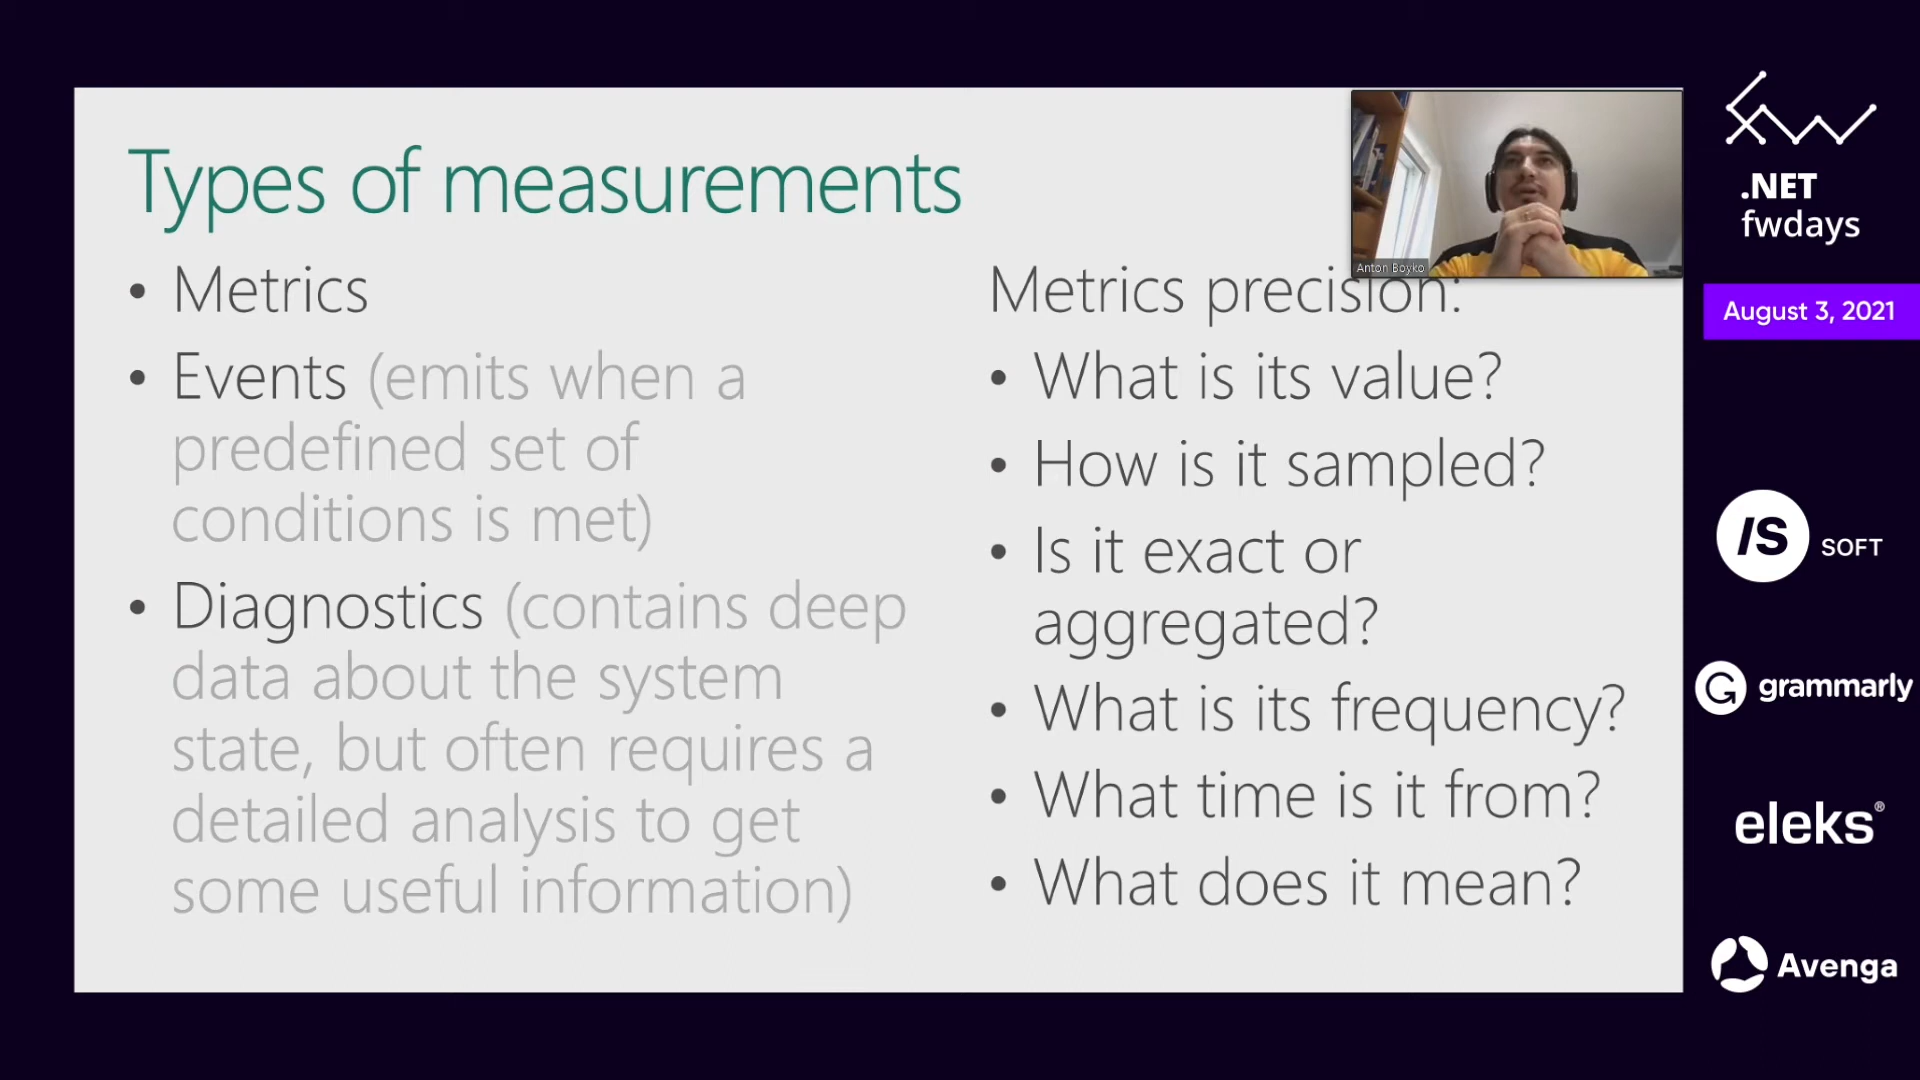 Types of measurements
• Metrics
• Events (emits when a
predefined set of
conditions is met)
• Diagnostics (contains deep
data about the system
state, but often requires a
detailed analysis to get
some useful information)
Metrics precision:
• What is its value?
• How is it sampled?
• Is it exact or
aggregated?
• What is its frequency?
• What time is it from?
• What does it mean?
Anton Boyko
fw
.NET
fwdays
August 3, 2021
IS SOFT
G grammarly
eleks®
Avenga